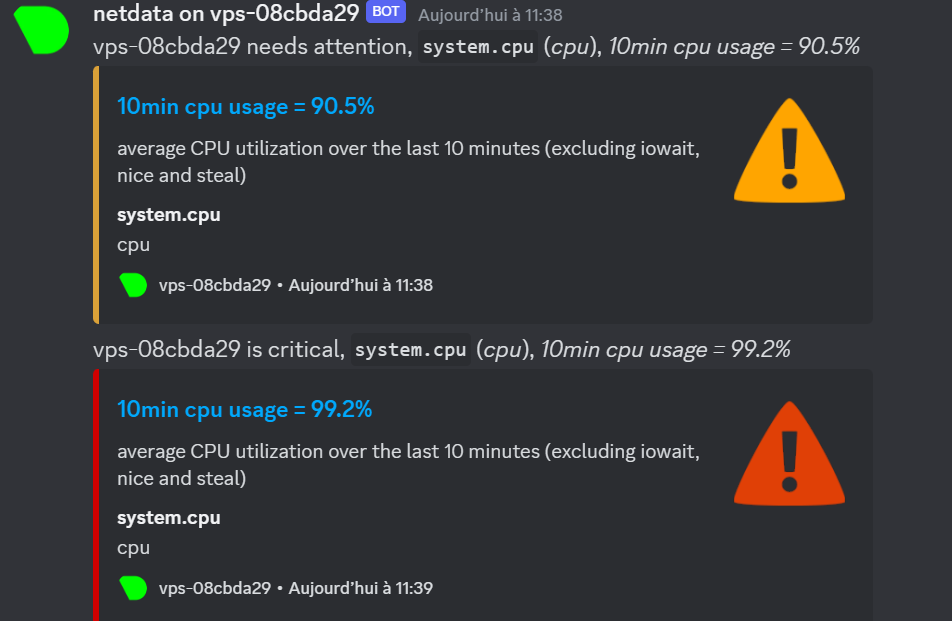 netdata on vps-08cbda29 BOT Aujourd’hui à 11:38
vps-08cbda29 needs attention, system.cpu (cpu), 10min cpu usage = 90.5%
10min cpu usage = 90.5%
average CPU utilization over the last 10 minutes (excluding iowait,
nice and steal)
system.cpu
cpu
vps-08cbda29 • Aujourd’hui à 11:38
vps-08cbda29 is critical, system.cpu (cpu), 10min cpu usage = 99.2%
10min cpu usage = 99.2%
average CPU utilization over the last 10 minutes (excluding iowait,
nice and steal)
system.cpu
cpu
vps-08cbda29 • Aujourd’hui à 11:39